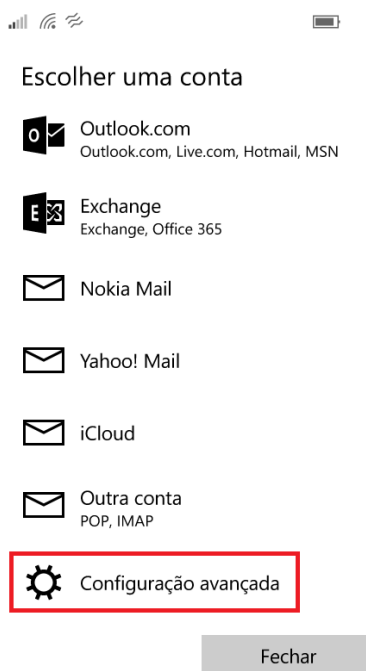 Escolher uma conta
Outlook.com
Outlook.com, Live.com, Hotmail, MSN
Exchange
Exchange, Office 365
Nokia Mail
Yahoo! Mail
iCloud
Outra conta
POP, IMAP
Configuração avançada
Fechar